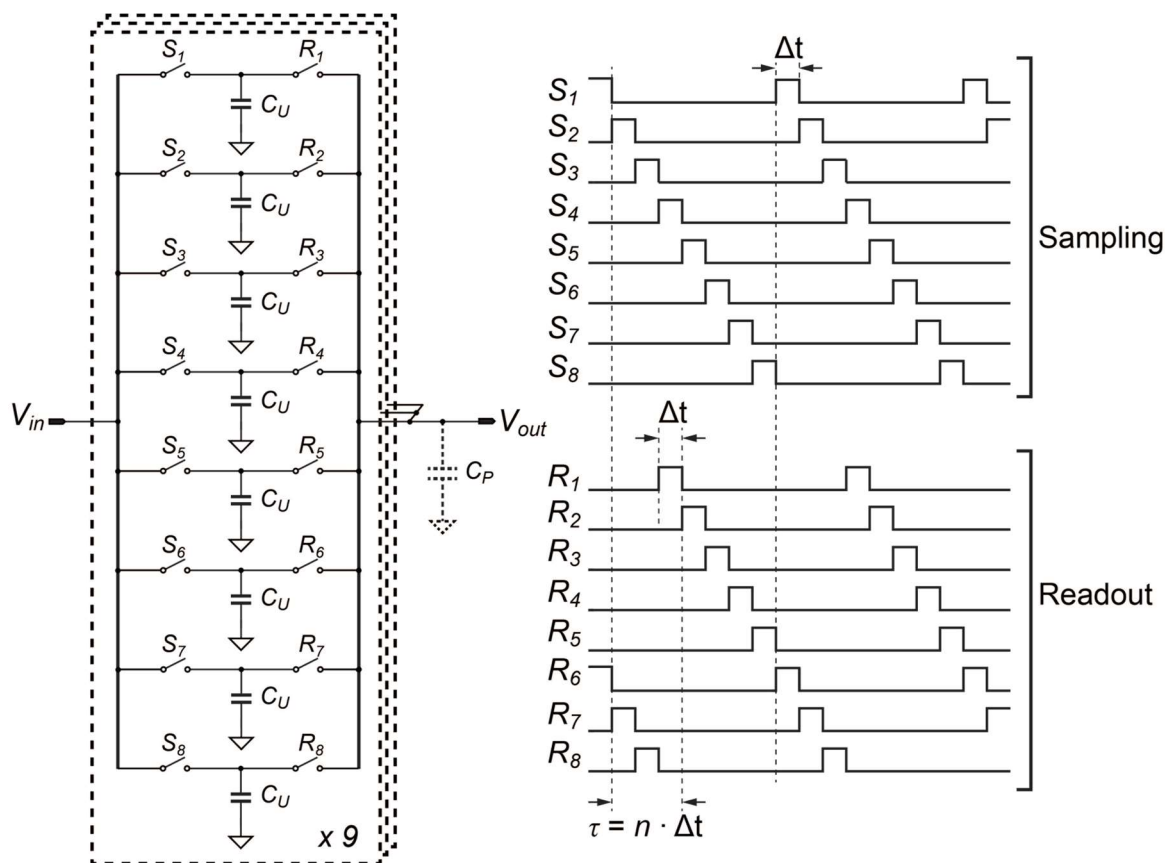 S1 R1
CU
S2 R2
CU
S3 R3
CU
S4 R4
CU
Vin Vout
S5 R5
CP
CU
S6 R6
CU
S7 R7
CU
S8 R8
CU
x 9
Δt
S1
S2
S3
S4
S5
S6
S7
S8
Sampling
Δt
R1
R2
R3
R4
R5
R6
R7
R8
Readout
τ = n · Δt